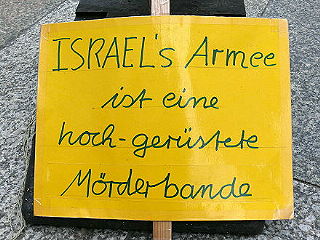 ISRAEL's Armee
ist eine
hoch-gerüstete
Mörderbande